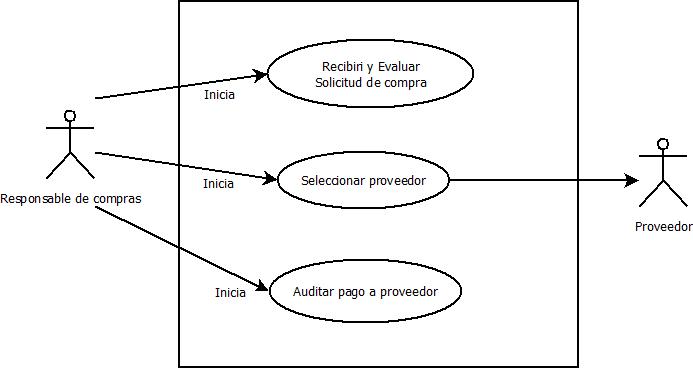 Recibiri y Evaluar
Solicitud de compra
Inicia
Responsable de compras
Inicia
Seleccionar proveedor
Proveedor
Inicia
Auditar pago a proveedor